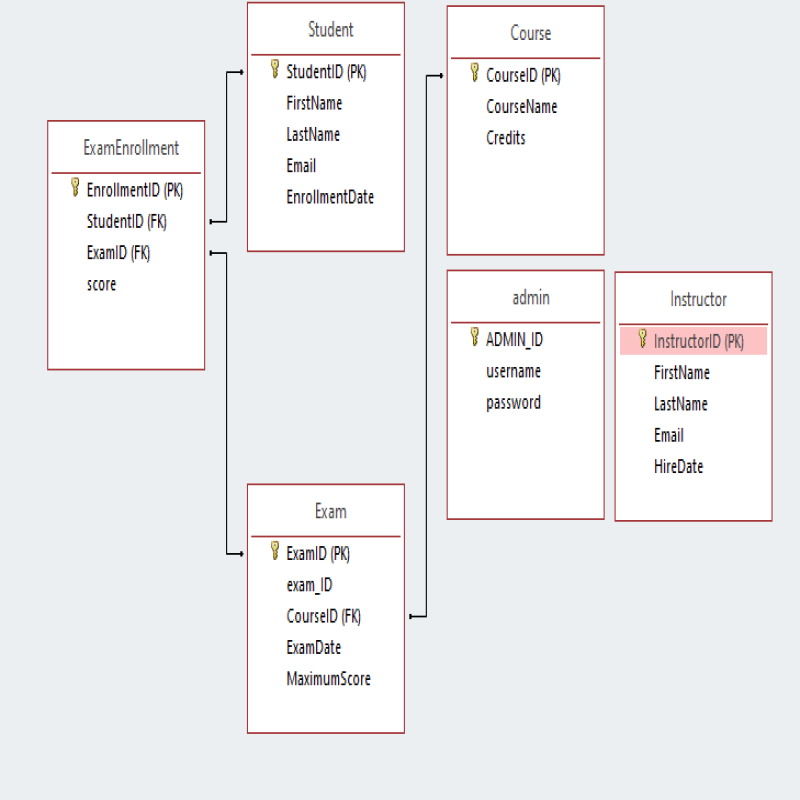 Student
StudentID (PK)
FirstName
LastName
Email
EnrollmentDate
Course
CourseID (PK)
CourseName
Credits
ExamEnrollment
EnrollmentID (PK)
StudentID (FK)
ExamID (FK)
score
admin
ADMIN_ID
username
password
Instructor
InstructorID (PK)
FirstName
LastName
Email
HireDate
Exam
ExamID (PK)
exam_ID
CourseID (FK)
ExamDate
MaximumScore